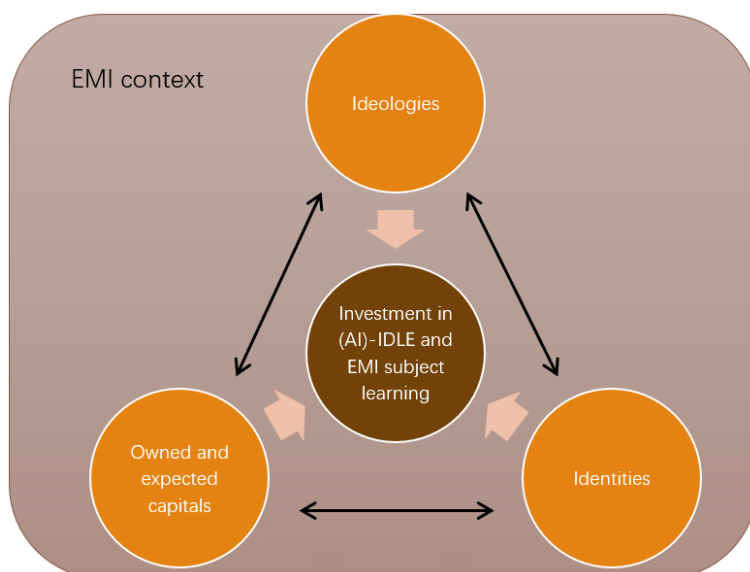 EMI context
Ideologies
Investment in
(AI)-IDLE and
EMI subject
learning
Owned and
expected
capitals
Identities